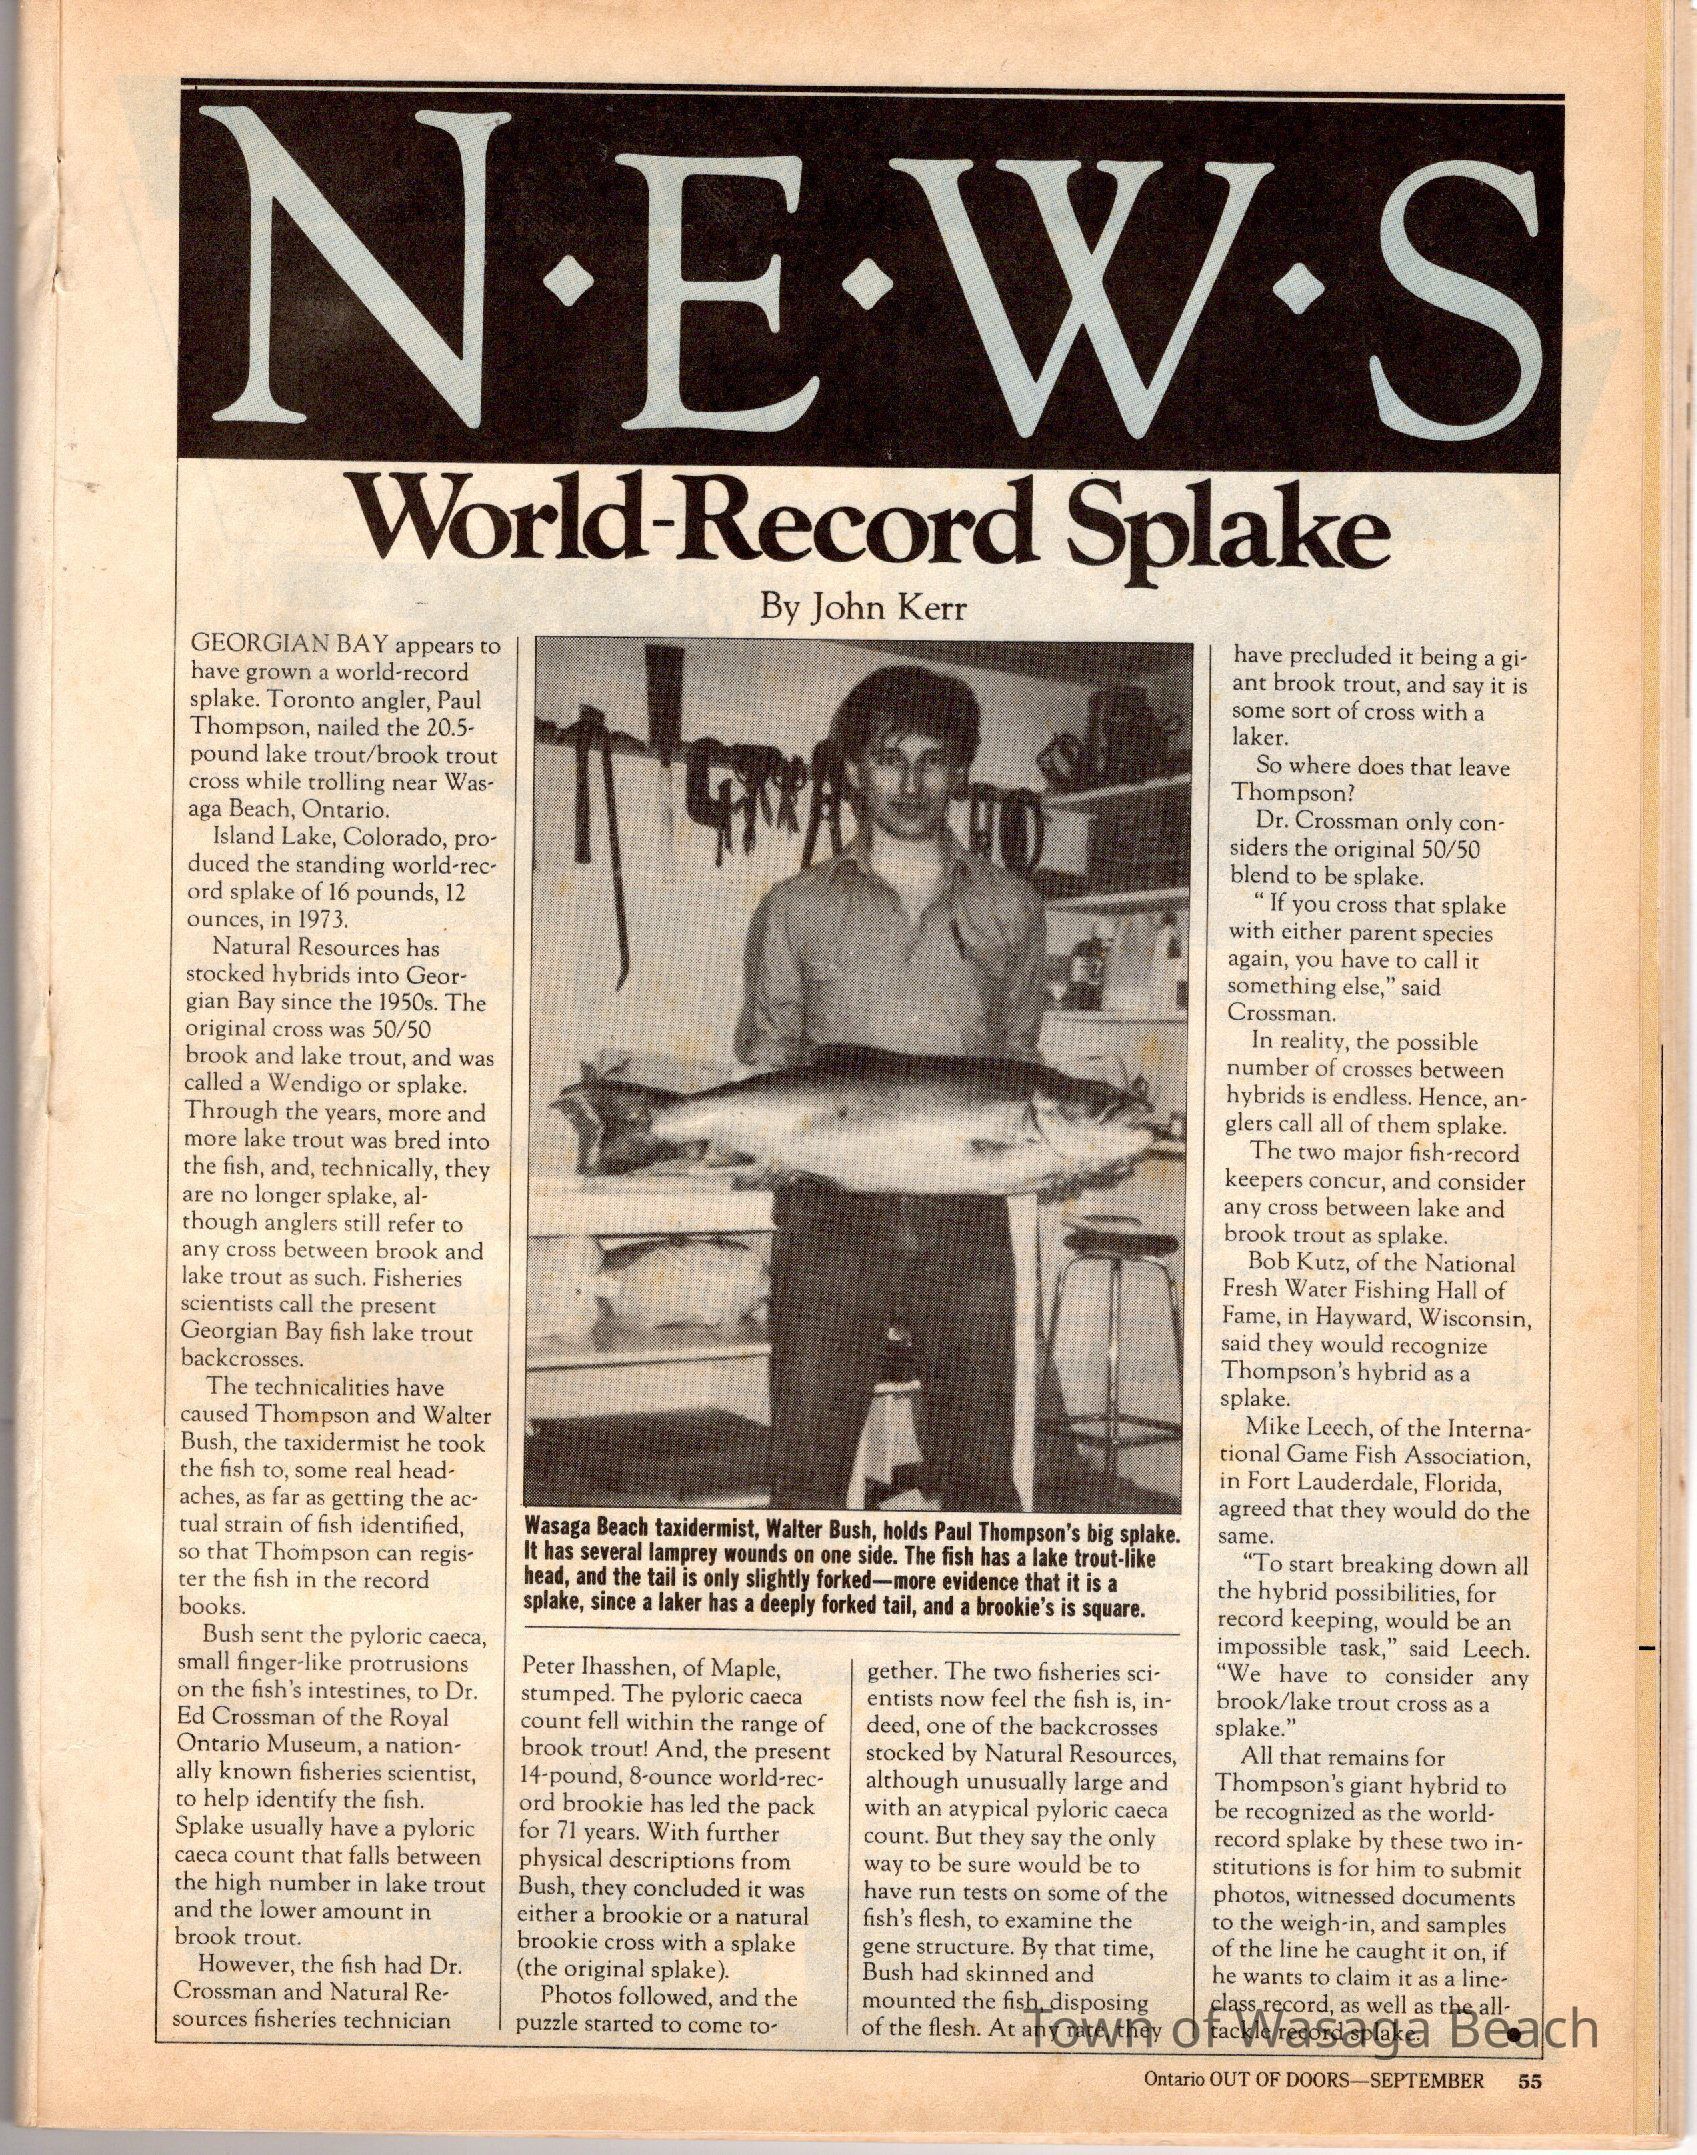 N·E·W·S
World-Record Splake
By John Kerr
GEORGIAN BAY appears to
have grown a world-record
splake. Toronto angler, Paul
Thompson, nailed the 20.5-
pound lake trout/brook trout
cross while trolling near Was-
aga Beach, Ontario.
Island Lake, Colorado, pro-
duced the standing world-rec-
ord splake of 16 pounds, 12
ounces, in 1973.
Natural Resources has
stocked hybrids into Geor-
gian Bay since the 1950s. The
original cross was 50/50
brook and lake trout, and was
called a Wendigo or splake.
Through the years, more and
more lake trout was bred into
the fish, and, technically, they
are no longer splake, al-
though anglers still refer to
any cross between brook and
lake trout as such. Fisheries
scientists call the present
Georgian Bay fish lake trout
backcrosses.
The technicalities have
caused Thompson and Walter
Bush, the taxidermist he took
the fish to, some real head-
aches, as far as getting the ac-
tual strain of fish identified,
so that Thompson can regis-
ter the fish in the record
books.
Bush sent the pyloric caeca,
small finger-like protrusions
on the fish's intestines, to Dr.
Ed Crossman of the Royal
Ontario Museum, a nation-
ally known fisheries scientist,
to help identify the fish.
Splake usually have a pyloric
caeca count that falls between
the high number in lake trout
and the lower amount in
brook trout.
However, the fish had Dr.
Crossman and Natural Re-
sources fisheries technician
Wasaga Beach taxidermist, Walter Bush, holds Paul Thompson's big splake.
It has several lamprey wounds on one side. The fish has a lake trout-like
head, and the tail is only slightly forked—more evidence that it is a
splake, since a laker has a deeply forked tail, and a brookie's is square.
Peter Ihasshen, of Maple,
stumped. The pyloric caeca
count fell within the range of
brook trout! And, the present
14-pound, 8-ounce world-rec-
ord brookie has led the pack
for 71 years. With further
physical descriptions from
Bush, they concluded it was
either a brookie or a natural
brookie cross with a splake
(the original splake).
Photos followed, and the
puzzle started to come to-
gether. The two fisheries sci-
entists now feel the fish is, in-
deed, one of the backcrosses
stocked by Natural Resources,
although unusually large and
with an atypical pyloric caeca
count. But they say the only
way to be sure would be to
have run tests on some of the
fish's flesh, to examine the
gene structure. By that time,
Bush had skinned and
mounted the fish, disposing
of the flesh. At any rate, they
have precluded it being a gi-
ant brook trout, and say it is
some sort of cross with a
laker.
So where does that leave
Thompson?
Dr. Crossman only con-
siders the original 50/50
blend to be splake.
" If you cross that splake
with either parent species
again, you have to call it
something else," said
Crossman.
In reality, the possible
number of crosses between
hybrids is endless. Hence, an-
glers call all of them splake.
The two major fish-record
keepers concur, and consider
any cross between lake and
brook trout as splake.
Bob Kutz, of the National
Fresh Water Fishing Hall of
Fame, in Hayward, Wisconsin,
said they would recognize
Thompson's hybrid as a
splake.
Mike Leech, of the Interna-
tional Game Fish Association,
in Fort Lauderdale, Florida,
agreed that they would do the
same.
"To start breaking down all
the hybrid possibilities, for
record keeping, would be an
impossible task," said Leech.
"We have to consider any
brook/lake trout cross as a
splake."
All that remains for
Thompson's giant hybrid to
be recognized as the world-
record splake by these two in-
stitutions is for him to submit
photos, witnessed documents
to the weigh-in, and samples
of the line he caught it on, if
he wants to claim it as a line-
class record, as well as the all-
tackle record splake.
Town of Wasaga Beach
Ontario OUT OF DOORS—SEPTEMBER 55